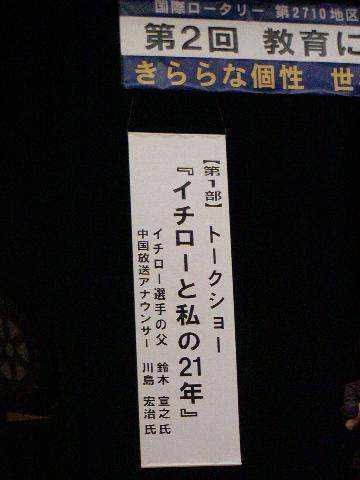 国際ロータリー 第2710地区
第2回 教育に
きららな個性 世
【第1部】 トークショー
『イチローと私の21年』
イチロー選手の父 鈴木 宣之氏
中国放送アナウンサー 川島 宏治氏